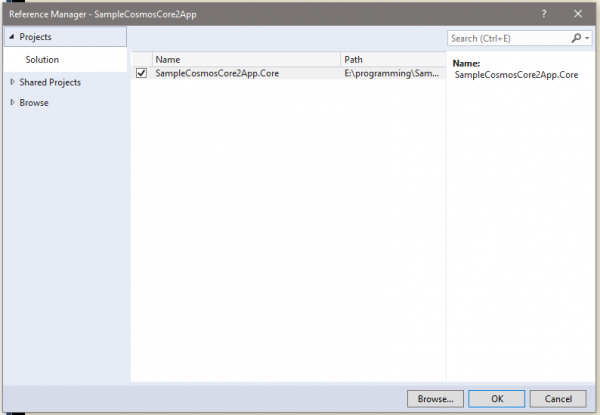 Reference Manager - SampleCosmosCore2App
Projects
Solution
Shared Projects
Browse
Name Path
SampleCosmosCore2App.Core E:\programming\Sam...
Search (Ctrl+E)
Name:
SampleCosmosCore2App.Core
Browse... OK Cancel